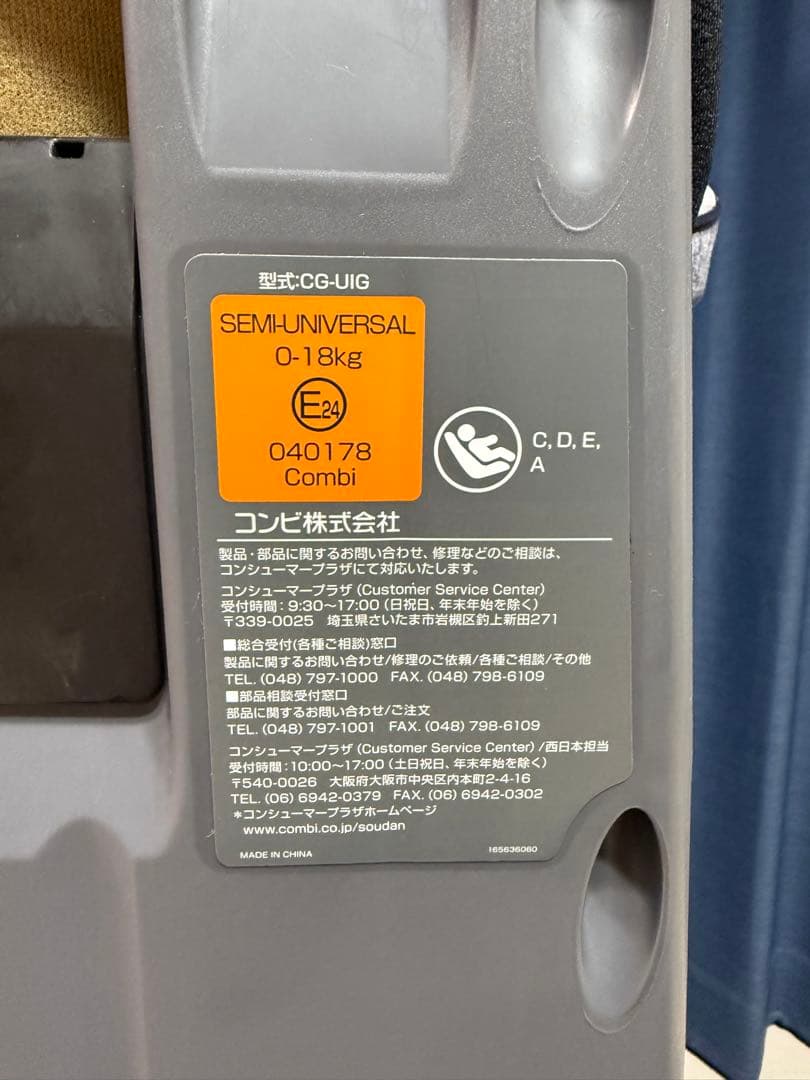 型式:CG-UIG
SEMI-UNIVERSAL
0-18kg
E24
040178
Combi
C, D, E,
A
コンビ株式会社
製品・部品に関するお問い合わせ、修理などのご相談は、
コンシューマープラザにて対応いたします。
コンシューマープラザ (Customer Service Center)
受付時間：9:30〜17:00 (日祝日、年末年始を除く)
〒339-0025 埼玉県さいたま市岩槻区釣上新田271
■総合受付(各種ご相談)窓口
製品に関するお問い合わせ/修理のご依頼/各種ご相談/その他
TEL. (048) 797-1000 FAX. (048) 798-6109
■部品相談受付窓口
部品に関するお問い合わせ/ご注文
TEL. (048) 797-1001 FAX. (048) 798-6109
コンシューマープラザ (Customer Service Center) /西日本担当
受付時間：10:00〜17:00 (土日祝日、年末年始を除く)
〒540-0026 大阪府大阪市中央区内本町2-4-16
TEL. (06) 6942-0379 FAX. (06) 6942-0302
＊コンシューマープラザホームページ
www.combi.co.jp/soudan
MADE IN CHINA 165636060